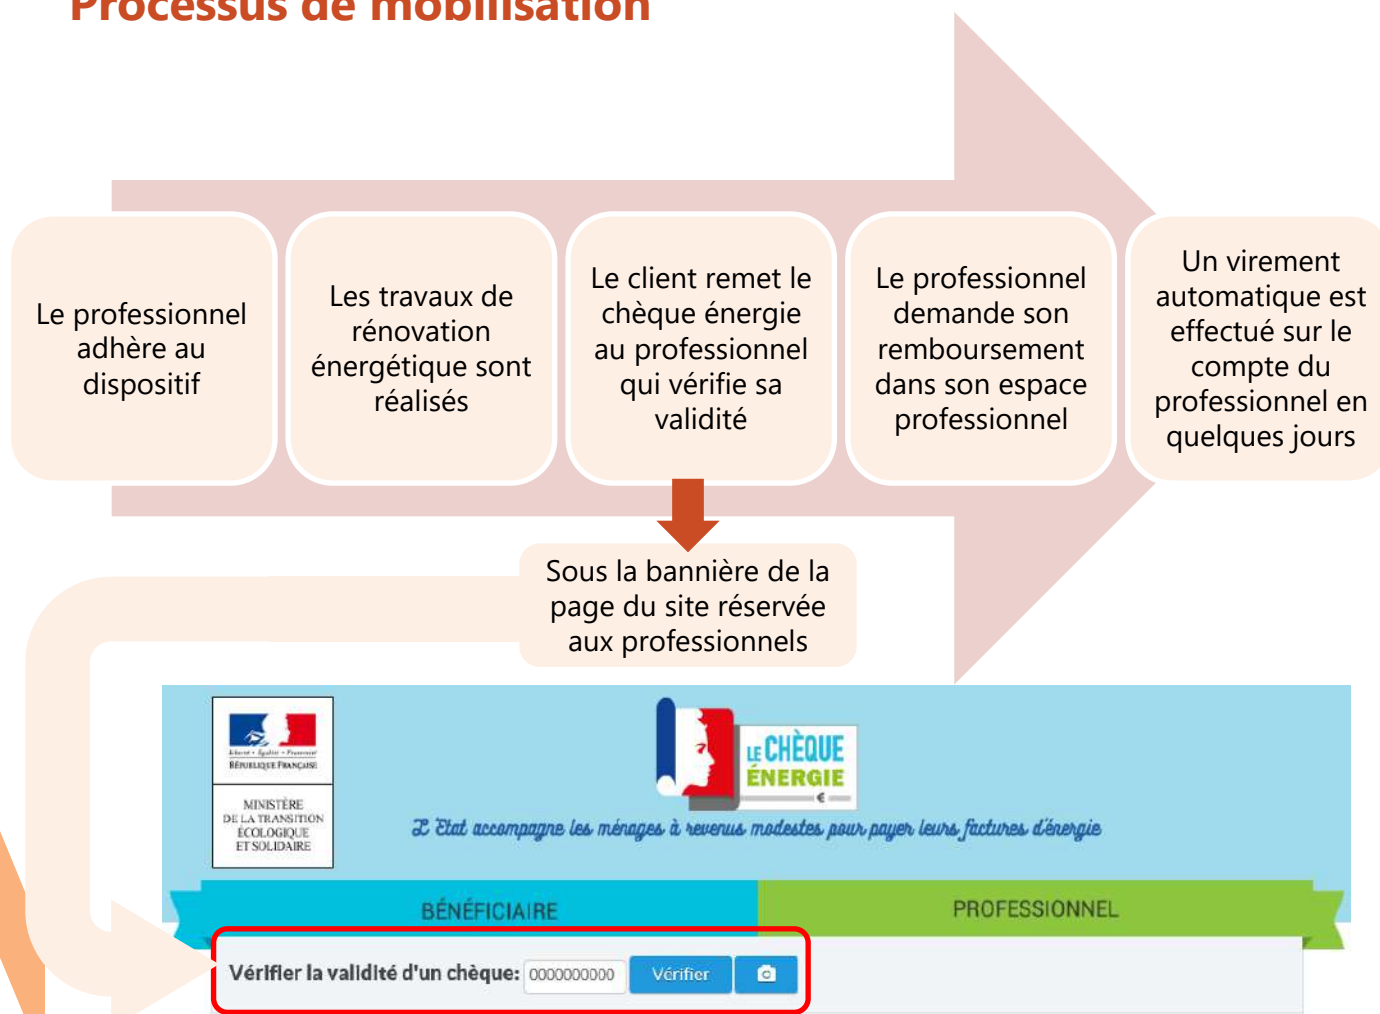 Processus de mobilisation
Le professionnel
adhère au
dispositif
Les travaux de
rénovation
énergétique sont
réalisés
Le client remet le
chèque énergie
au professionnel
qui vérifie sa
validité
Le professionnel
demande son
remboursement
dans son espace
professionnel
Un virement
automatique est
effectué sur le
compte du
professionnel en
quelques jours
Sous la bannière de la
page du site réservée
aux professionnels
Liberté • Égalité • Fraternité
RÉPUBLIQUE FRANÇAISE
MINISTÈRE
DE LA TRANSITION
ÉCOLOGIQUE
ET SOLIDAIRE
LE CHÈQUE
ÉNERGIE
€
L'Etat accompagne les ménages à revenus modestes pour payer leurs factures d'énergie
BÉNÉFICIAIRE
PROFESSIONNEL
Vérifier la validité d'un chèque: 0000000000 Vérifier